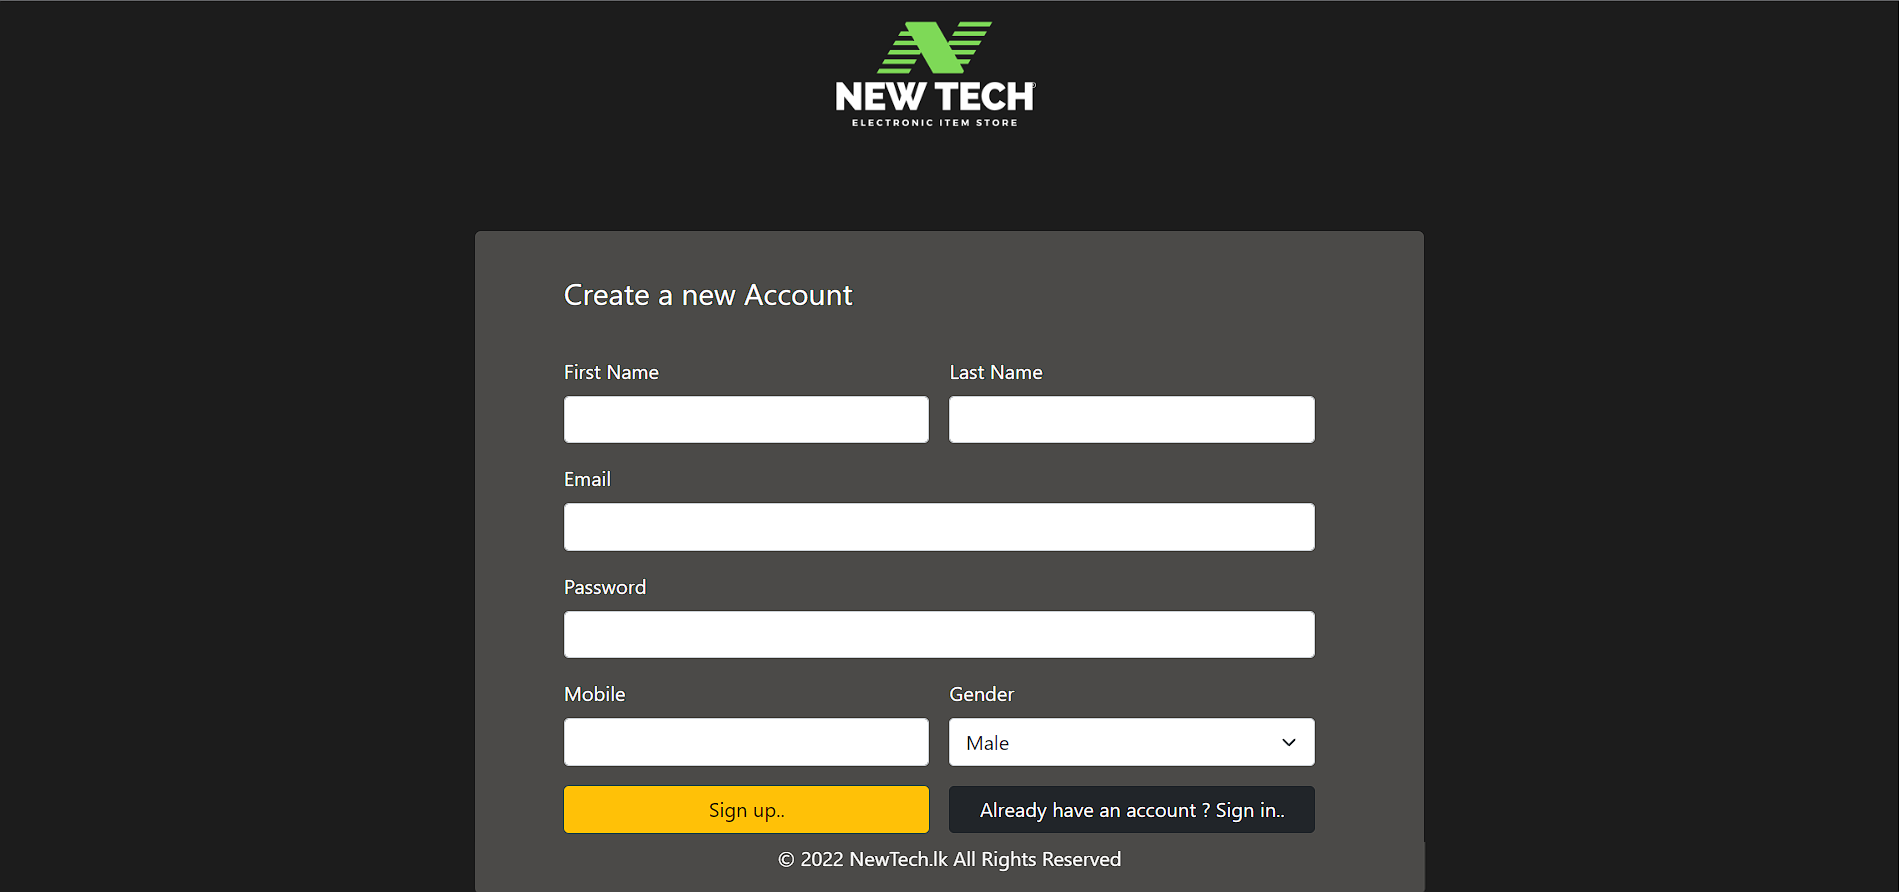 NEW TECH
ELECTRONIC ITEM STORE
Create a new Account
First Name Last Name
Email
Password
Mobile Gender
Male
Sign up.. Already have an account ? Sign in..
© 2022 NewTech.lk All Rights Reserved